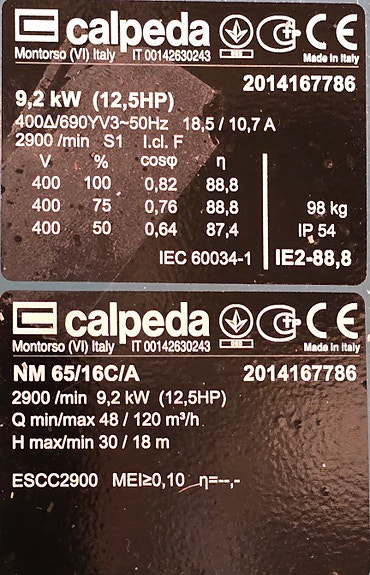 calpeda CE
Montorso (VI) Italy IT 00142630243 Made in Italy
2014167786
9,2 kW (12,5HP)
400Δ/690YV3~50Hz 18,5 / 10,7 A
2900 /min S1 I.cl. F
V % cosφ η
400 100 0,82 88,8
400 75 0,76 88,8 98 kg
400 50 0,64 87,4 IP 54
IEC 60034-1 IE2-88,8
calpeda CE
Montorso (VI) Italy IT 00142630243 Made in Italy
NM 65/16C/A 2014167786
2900 /min 9,2 kW (12,5HP)
Q min/max 48 / 120 m³/h
H max/min 30 / 18 m
ESCC2900 MEI≥0,10 η=--,-